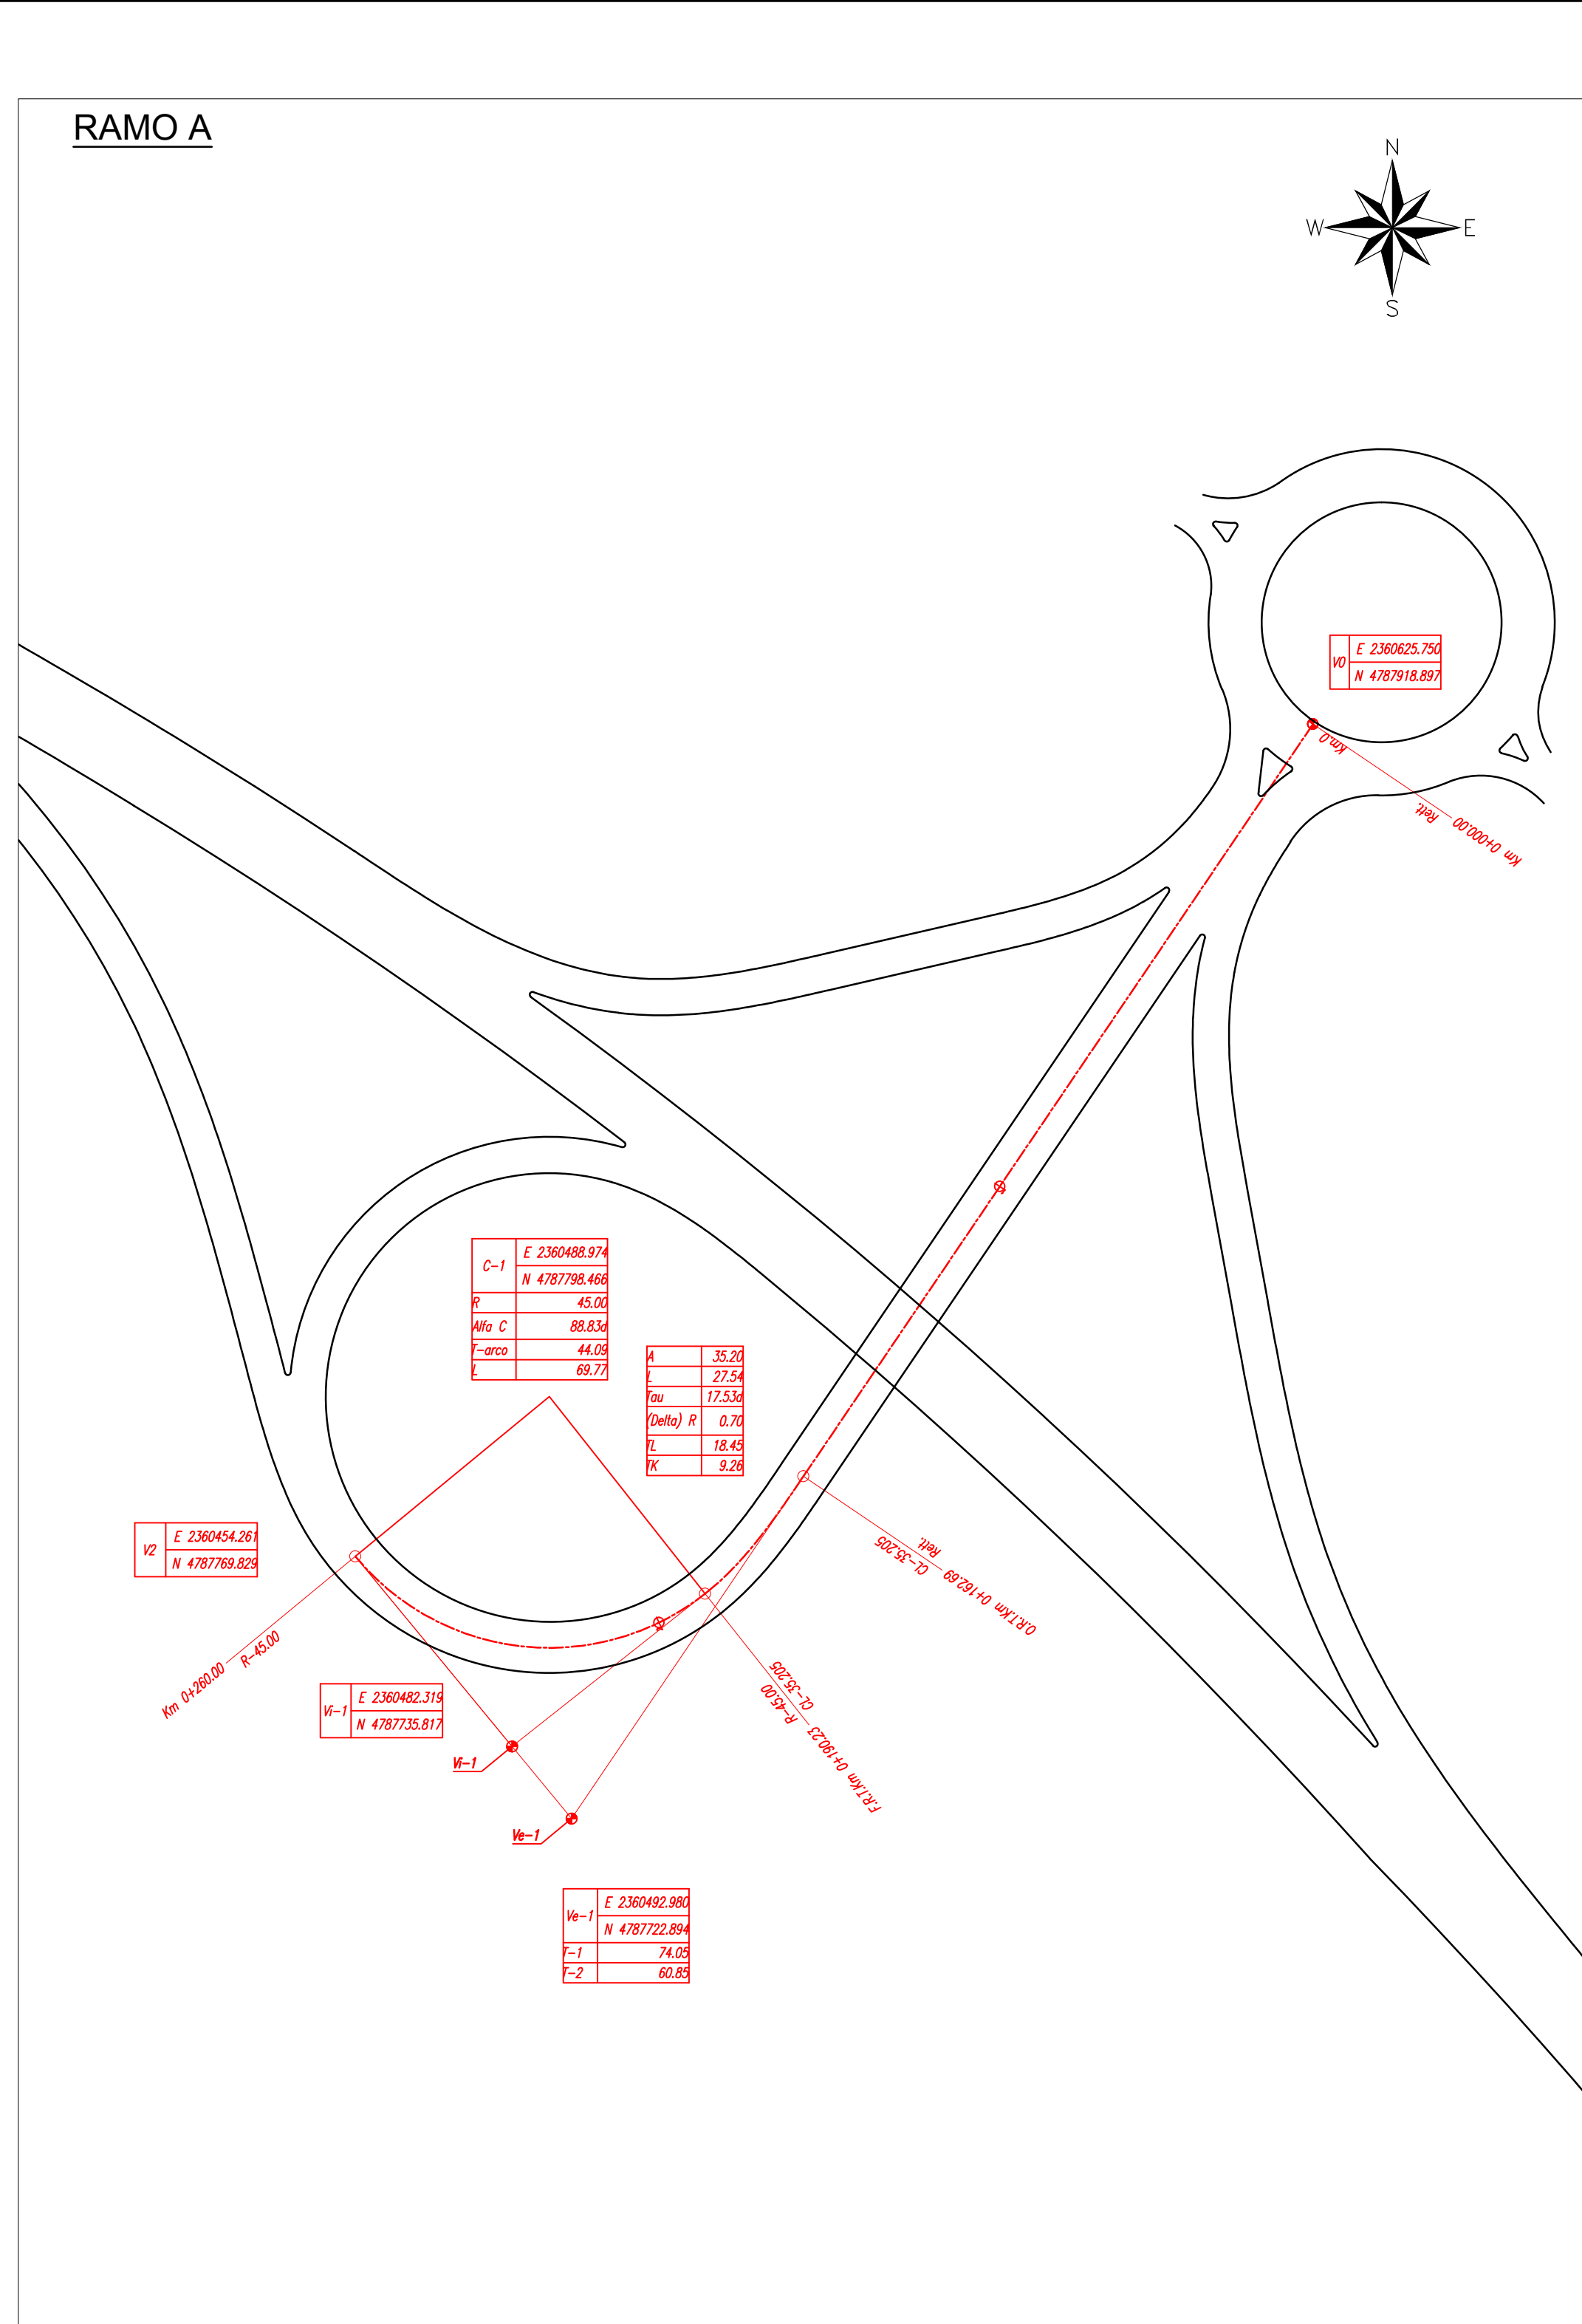 RAMO A
N
W E
S
V0
E 2360625.750
N 4787918.897
Km.0
Rett.
Km 0+000.00
C-1
E 2360488.974
N 4787798.466
R 45.00
Alfa C 88.83d
T-arco 44.09
L 69.77
A 35.20
L 27.54
Tau 17.53d
(Delta) R 0.70
TL 18.45
TK 9.26
V2
E 2360454.261
N 4787769.829
Rett.
CL-35.205
O.R.T.Km 0+162.69
R-45.00
Km 0+260.00
CL-35.205
R-45.00
F.R.T.Km 0+190.23
Vi-1
E 2360482.319
N 4787735.817
Vi-1
Ve-1
Ve-1
E 2360492.980
N 4787722.894
T-1 74.05
T-2 60.85